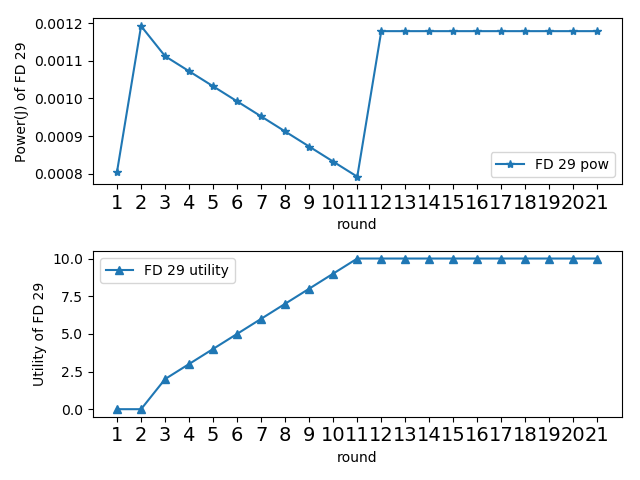 Power(J) of FD 29
0.0012
0.0011
0.0010
0.0009
0.0008
FD 29 pow
1 2 3 4 5 6 7 8 9 10 11 12 13 14 15 16 17 18 19 20 21
round
Utility of FD 29
10.0
7.5
5.0
2.5
0.0
FD 29 utility
1 2 3 4 5 6 7 8 9 10 11 12 13 14 15 16 17 18 19 20 21
round